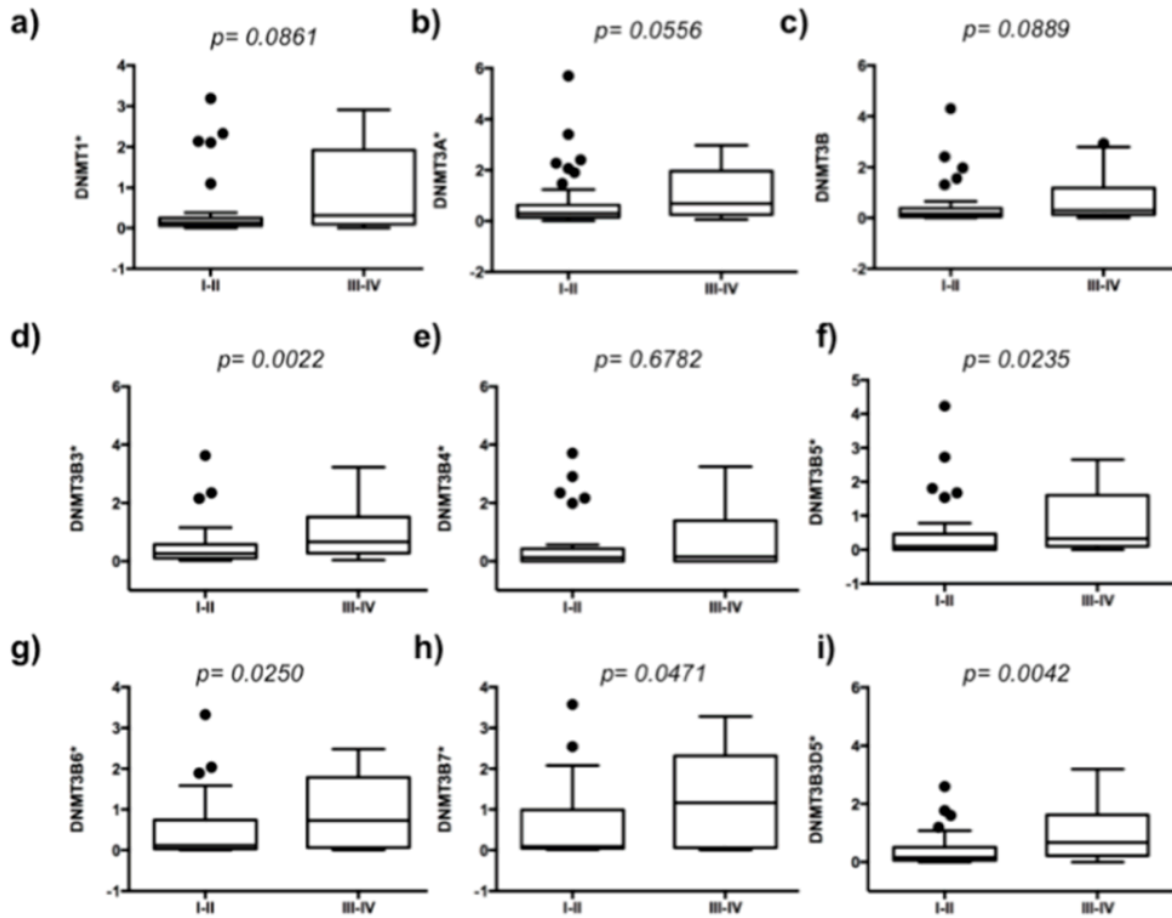 a)
p= 0.0861
DNMT1*
4
3
2
1
0
-1
I-II
III-IV
b)
p= 0.0556
DNMT3A*
6
4
2
0
-2
I-II
III-IV
c)
p= 0.0889
DNMT3B
6
4
2
0
-2
I-II
III-IV
d)
p= 0.0022
DNMT3B3*
6
4
2
0
I-II
III-IV
e)
p= 0.6782
DNMT3B4*
6
4
2
0
I-II
III-IV
f)
p= 0.0235
DNMT3B5*
5
4
3
2
1
0
-1
I-II
III-IV
g)
p= 0.0250
DNMT3B6*
4
3
2
1
0
-1
I-II
III-IV
h)
p= 0.0471
DNMT3B7*
4
3
2
1
0
-1
I-II
III-IV
i)
p= 0.0042
DNMT3B3D5*
6
4
2
0
I-II
III-IV